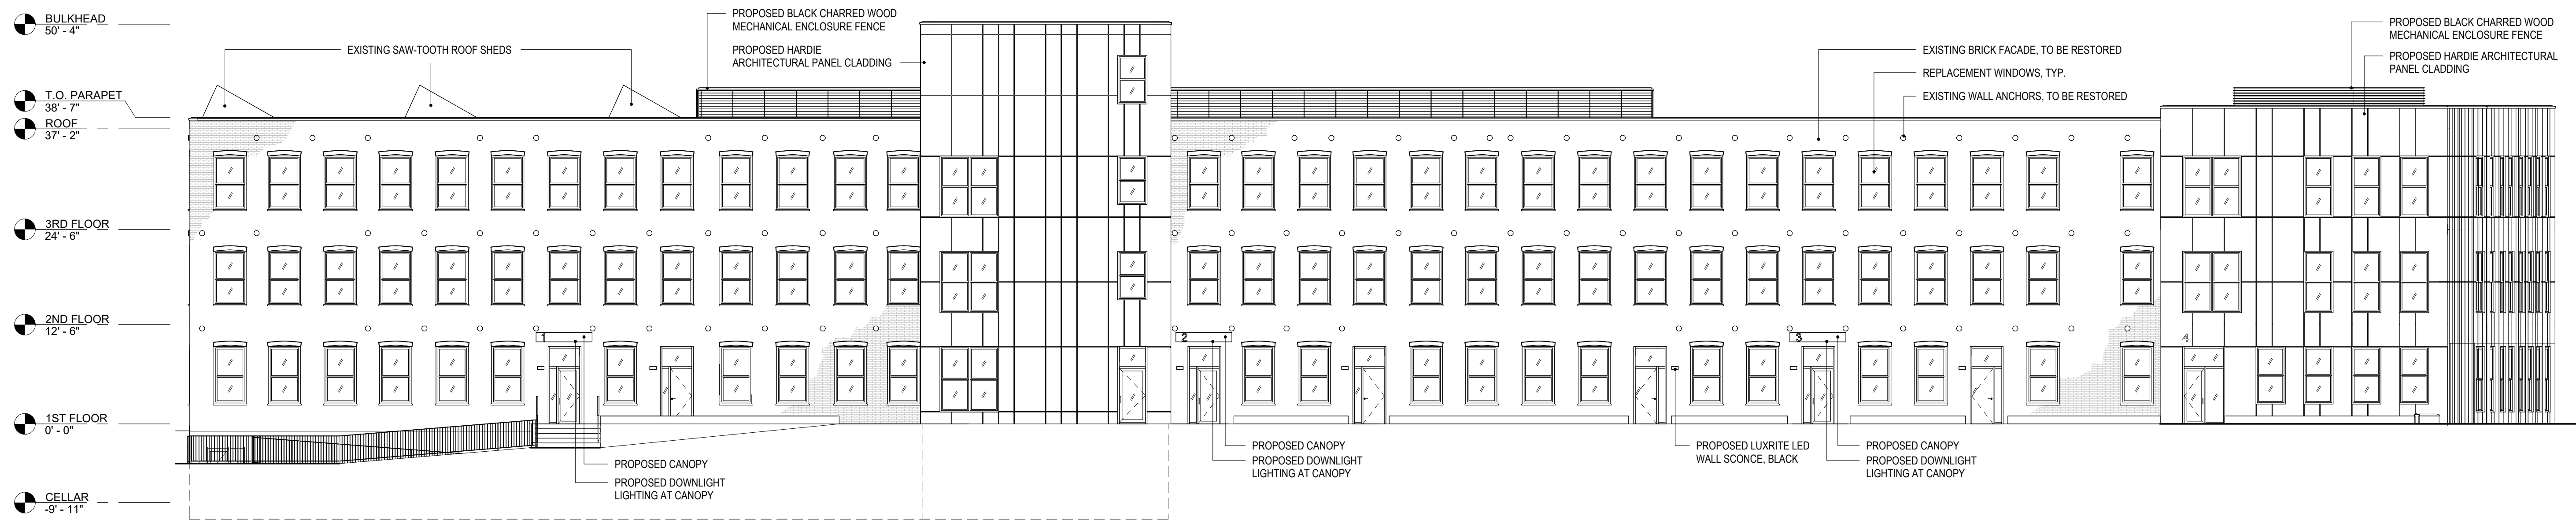 BULKHEAD
50' - 4"
T.O. PARAPET
38' - 7"
ROOF
37' - 2"
3RD FLOOR
24' - 6"
2ND FLOOR
12' - 6"
1ST FLOOR
0' - 0"
CELLAR
-9' - 11"
EXISTING SAW-TOOTH ROOF SHEDS
PROPOSED BLACK CHARRED WOOD
MECHANICAL ENCLOSURE FENCE
PROPOSED HARDIE
ARCHITECTURAL PANEL CLADDING
EXISTING BRICK FACADE, TO BE RESTORED
REPLACEMENT WINDOWS, TYP.
EXISTING WALL ANCHORS, TO BE RESTORED
PROPOSED BLACK CHARRED WOOD
MECHANICAL ENCLOSURE FENCE
PROPOSED HARDIE ARCHITECTURAL
PANEL CLADDING
1
2
3
4
PROPOSED CANOPY
PROPOSED DOWNLIGHT
LIGHTING AT CANOPY
PROPOSED CANOPY
PROPOSED DOWNLIGHT
LIGHTING AT CANOPY
PROPOSED LUXRITE LED
WALL SCONCE, BLACK
PROPOSED CANOPY
PROPOSED DOWNLIGHT
LIGHTING AT CANOPY